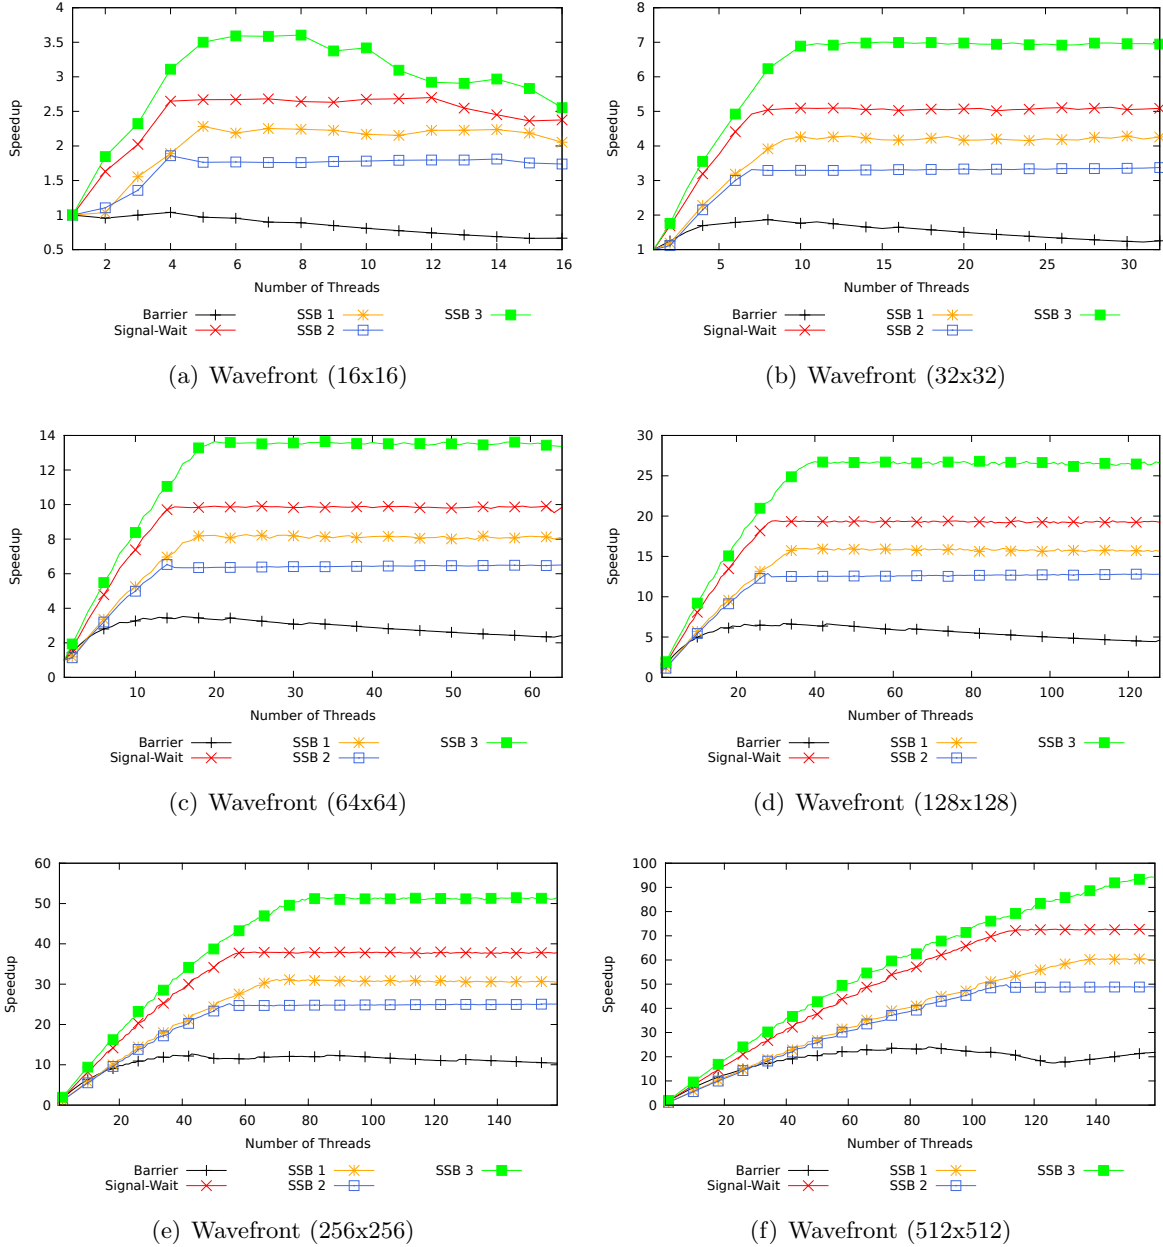 4
3.5
3
2.5
2
1.5
1
0.5
Speedup
2 4 6 8 10 12 14 16
Number of Threads
Barrier SSB 1 SSB 3
Signal-Wait SSB 2
(a) Wavefront (16x16)
8
7
6
5
4
3
2
1
Speedup
5 10 15 20 25 30
Number of Threads
Barrier SSB 1 SSB 3
Signal-Wait SSB 2
(b) Wavefront (32x32)
14
12
10
8
6
4
2
0
Speedup
10 20 30 40 50 60
Number of Threads
Barrier SSB 1 SSB 3
Signal-Wait SSB 2
(c) Wavefront (64x64)
30
25
20
15
10
5
0
Speedup
20 40 60 80 100 120
Number of Threads
Barrier SSB 1 SSB 3
Signal-Wait SSB 2
(d) Wavefront (128x128)
60
50
40
30
20
10
0
Speedup
20 40 60 80 100 120 140
Number of Threads
Barrier SSB 1 SSB 3
Signal-Wait SSB 2
(e) Wavefront (256x256)
100
90
80
70
60
50
40
30
20
10
0
Speedup
20 40 60 80 100 120 140
Number of Threads
Barrier SSB 1 SSB 3
Signal-Wait SSB 2
(f) Wavefront (512x512)